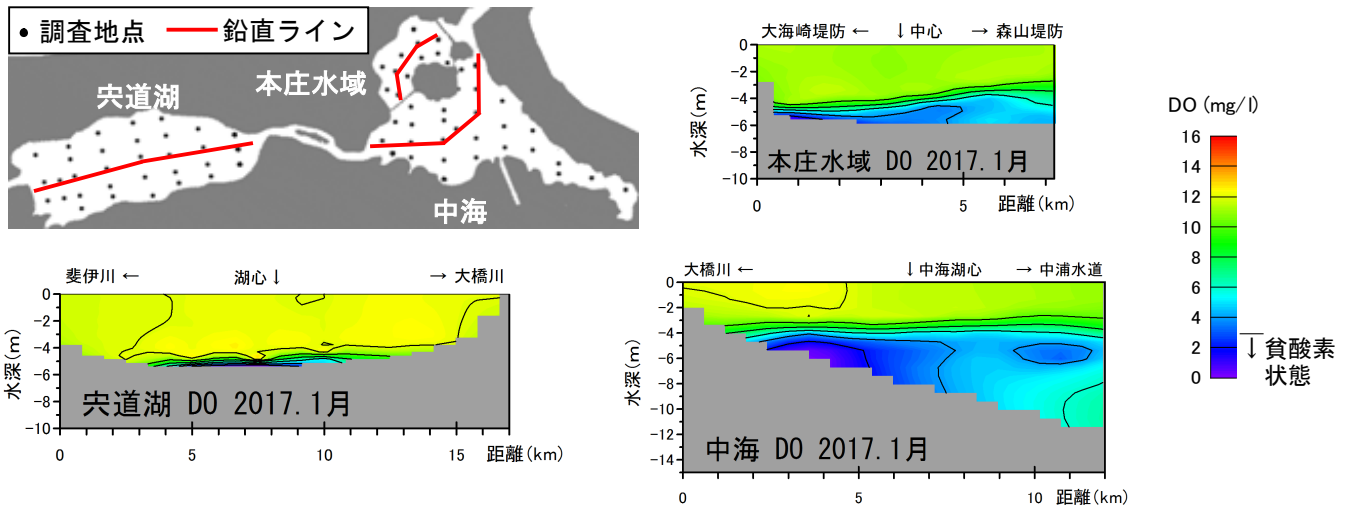 調査地点 鉛直ライン
宍道湖
本庄水域
中海
大海崎堤防 ← ↓中心 → 森山堤防
水深(m)
0
-2
-4
-6
-8
-10
本庄水域 DO 2017.1月
0 5 距離(km)
DO (mg/l)
16
14
12
10
8
6
4
2
0
↓貧酸素
状態
斐伊川 ← 湖心↓ → 大橋川
水深(m)
0
-2
-4
-6
-8
-10
宍道湖 DO 2017.1月
0 5 10 15 距離(km)
大橋川 ← ↓中海湖心 → 中浦水道
水深(m)
0
-2
-4
-6
-8
-10
-12
-14
中海 DO 2017.1月
0 5 10 距離(km)